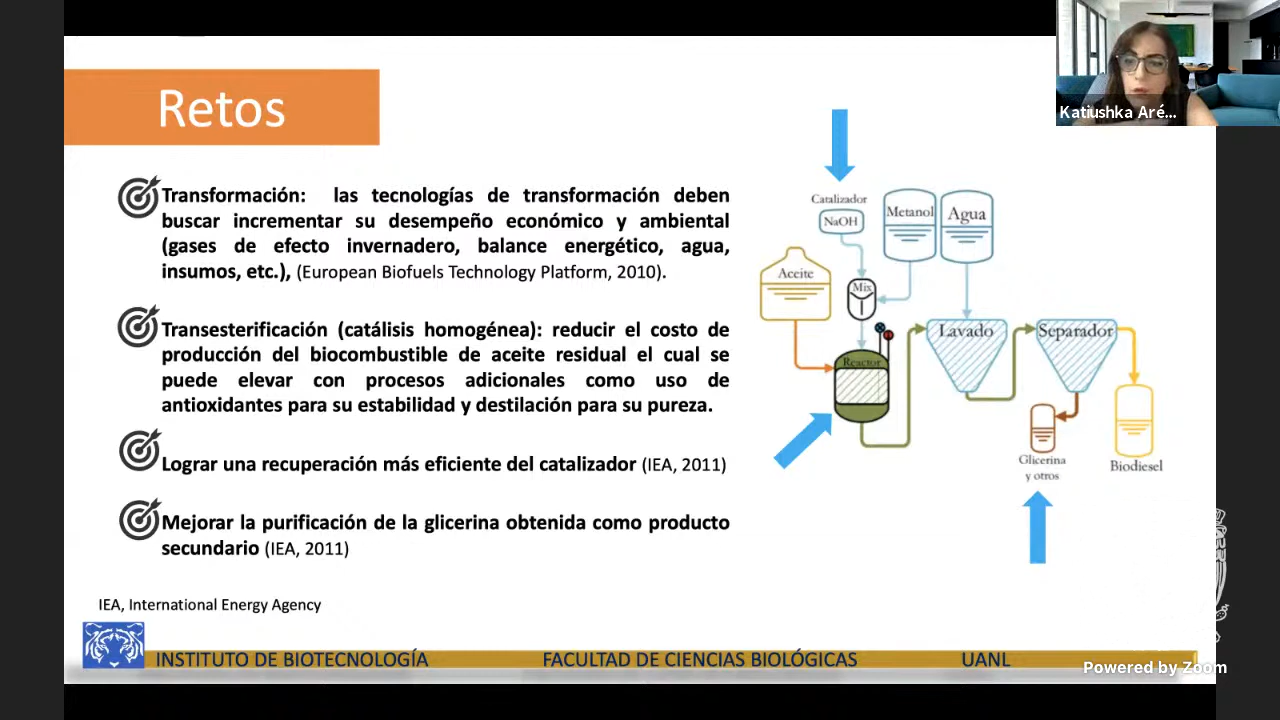 Retos
Katiushka Aré...
Transformación: las tecnologías de transformación deben
buscar incrementar su desempeño económico y ambiental
(gases de efecto invernadero, balance energético, agua,
insumos, etc.), (European Biofuels Technology Platform, 2010).
Transesterificación (catálisis homogénea): reducir el costo de
producción del biocombustible de aceite residual el cual se
puede elevar con procesos adicionales como uso de
antioxidantes para su estabilidad y destilación para su pureza.
Lograr una recuperación más eficiente del catalizador (IEA, 2011)
Mejorar la purificación de la glicerina obtenida como producto
secundario (IEA, 2011)
Catalizador
NaOH
Metanol
Agua
Aceite
Mix
Reactor
Lavado
Separador
Glicerina
y otros
Biodiesel
IEA, International Energy Agency
INSTITUTO DE BIOTECNOLOGÍA FACULTAD DE CIENCIAS BIOLÓGICAS UANL
Powered by Zoom